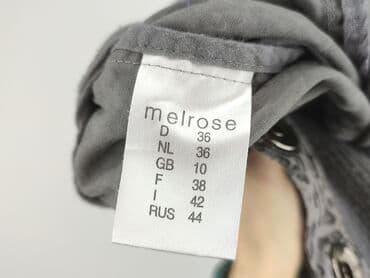 melrose
D 36
NL 36
GB 10
F 38
I 42
RUS 44